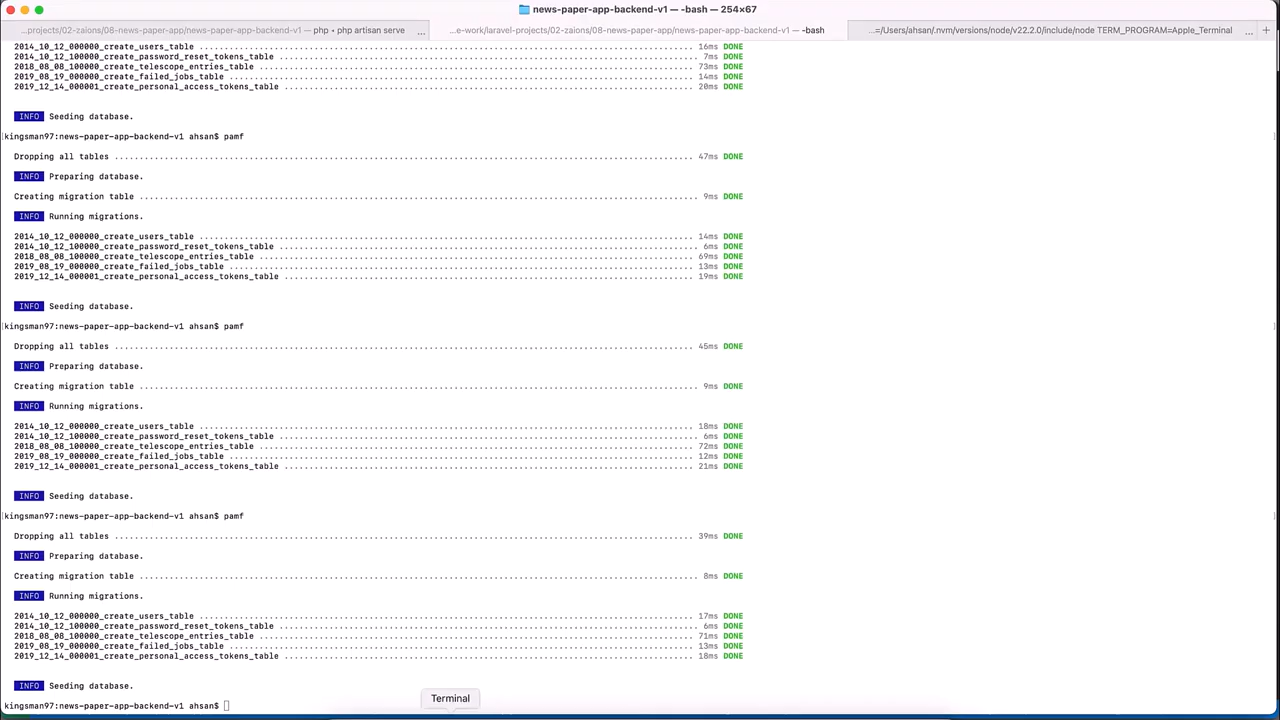 news-paper-app-backend-v1 — -bash — 254×67
...projects/02-zaions/08-news-paper-app/news-paper-app-backend-v1 — php • php artisan serve ...
...e-work/laravel-projects/02-zaions/08-news-paper-app/news-paper-app-backend-v1 — -bash
...=/Users/ahsan/.nvm/versions/node/v22.2.0/include/node TERM_PROGRAM=Apple_Terminal ... +
2014_10_12_000000_create_users_table ........ 16ms DONE
2014_10_12_100000_create_password_reset_tokens_table ........ 7ms DONE
2018_08_08_100000_create_telescope_entries_table ........ 73ms DONE
2019_08_19_000000_create_failed_jobs_table ........ 14ms DONE
2019_12_14_000001_create_personal_access_tokens_table ........ 20ms DONE
INFO Seeding database.
kingsman97:news-paper-app-backend-v1 ahsan$ pamf
Dropping all tables ........ 47ms DONE
INFO Preparing database.
Creating migration table ........ 9ms DONE
INFO Running migrations.
2014_10_12_000000_create_users_table ........ 14ms DONE
2014_10_12_100000_create_password_reset_tokens_table ........ 6ms DONE
2018_08_08_100000_create_telescope_entries_table ........ 69ms DONE
2019_08_19_000000_create_failed_jobs_table ........ 13ms DONE
2019_12_14_000001_create_personal_access_tokens_table ........ 19ms DONE
INFO Seeding database.
kingsman97:news-paper-app-backend-v1 ahsan$ pamf
Dropping all tables ........ 45ms DONE
INFO Preparing database.
Creating migration table ........ 9ms DONE
INFO Running migrations.
2014_10_12_000000_create_users_table ........ 18ms DONE
2014_10_12_100000_create_password_reset_tokens_table ........ 6ms DONE
2018_08_08_100000_create_telescope_entries_table ........ 72ms DONE
2019_08_19_000000_create_failed_jobs_table ........ 12ms DONE
2019_12_14_000001_create_personal_access_tokens_table ........ 21ms DONE
INFO Seeding database.
kingsman97:news-paper-app-backend-v1 ahsan$ pamf
Dropping all tables ........ 39ms DONE
INFO Preparing database.
Creating migration table ........ 8ms DONE
INFO Running migrations.
2014_10_12_000000_create_users_table ........ 17ms DONE
2014_10_12_100000_create_password_reset_tokens_table ........ 6ms DONE
2018_08_08_100000_create_telescope_entries_table ........ 71ms DONE
2019_08_19_000000_create_failed_jobs_table ........ 13ms DONE
2019_12_14_000001_create_personal_access_tokens_table ........ 18ms DONE
INFO Seeding database.
Terminal
kingsman97:news-paper-app-backend-v1 ahsan$